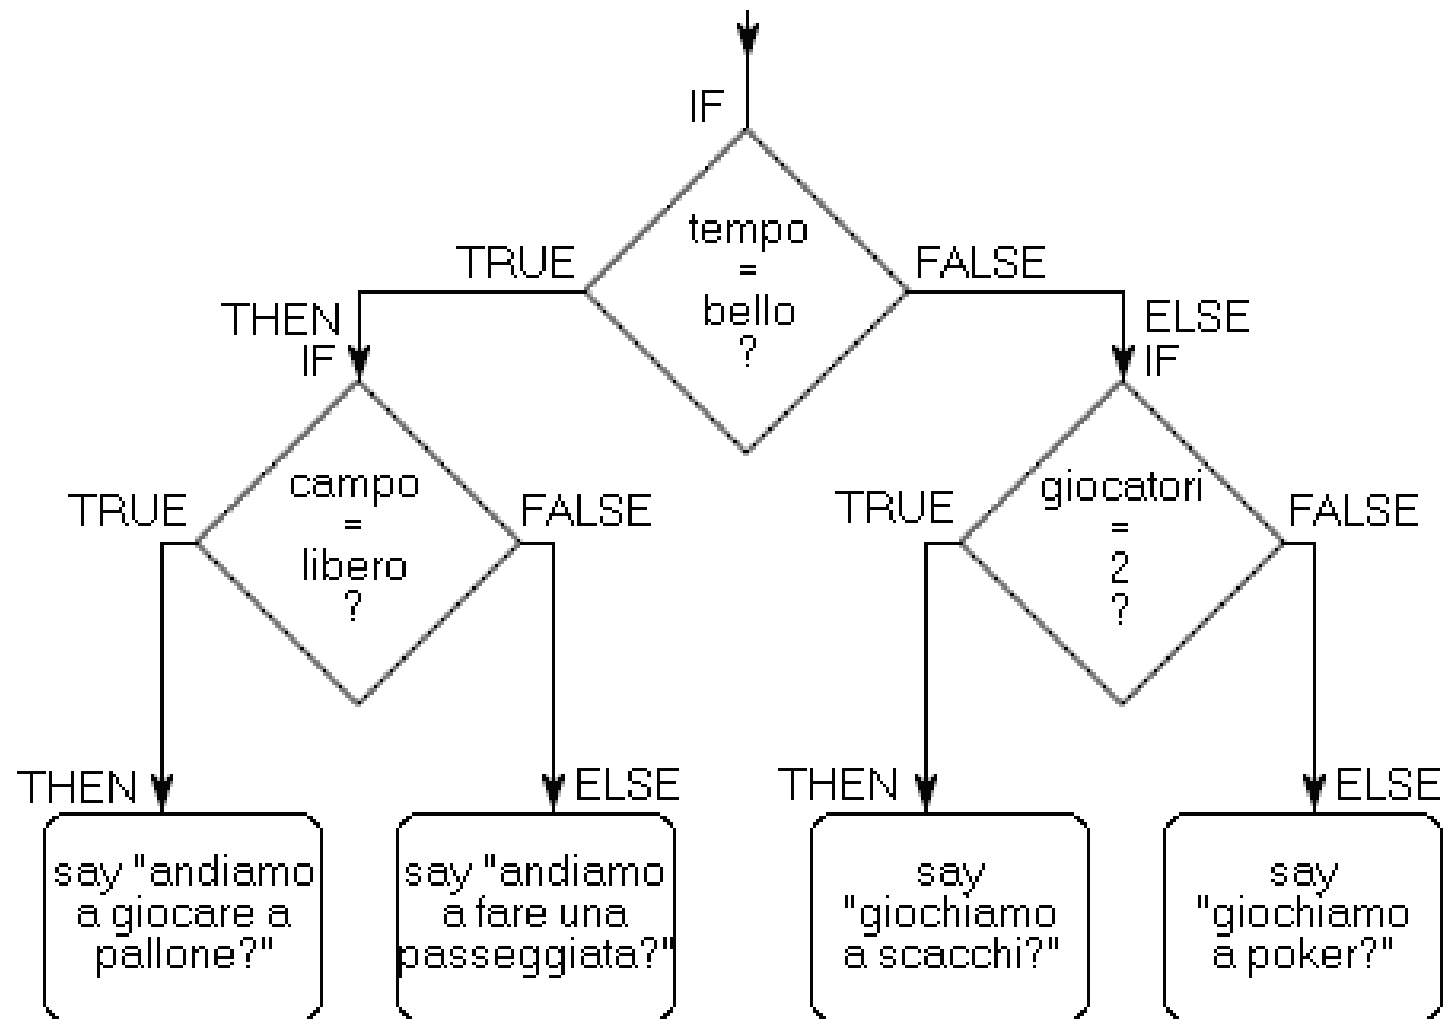 IF
tempo
=
bello
?
TRUE
FALSE
THEN
IF
ELSE
IF
campo
=
libero
?
TRUE
FALSE
giocatori
=
2
?
TRUE
FALSE
THEN
ELSE
THEN
ELSE
say "andiamo
a giocare a
pallone?"
say "andiamo
a fare una
passeggiata?"
say
"giochiamo
a scacchi?"
say
"giochiamo
a poker?"